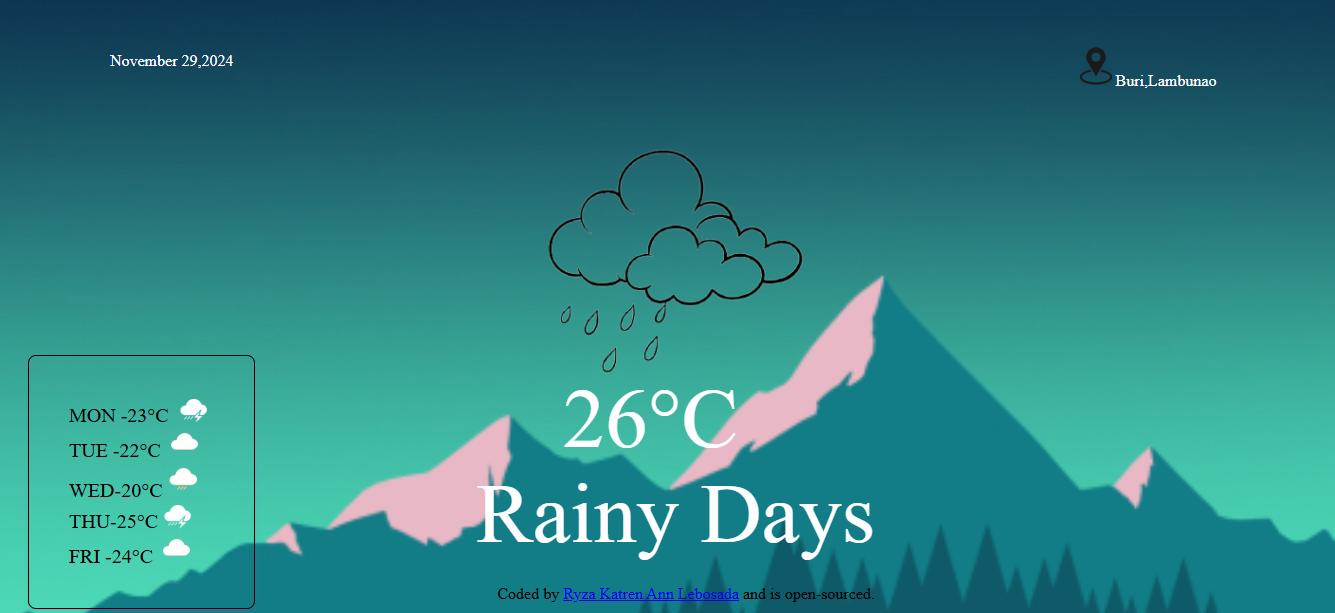 November 29,2024
Buri,Lambunao
26°C
Rainy Days
MON -23°C
TUE -22°C
WED-20°C
THU-25°C
FRI -24°C
Coded by Ryza Katren Ann Lebosada and is open-sourced.